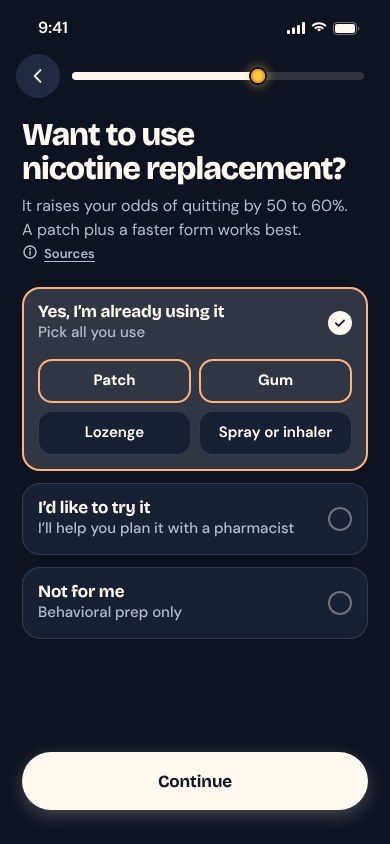 9:41
Want to use
nicotine replacement?
It raises your odds of quitting by 50 to 60%.
A patch plus a faster form works best.
Sources
Yes, I’m already using it
Pick all you use
Patch
Gum
Lozenge
Spray or inhaler
I’d like to try it
I’ll help you plan it with a pharmacist
Not for me
Behavioral prep only
Continue